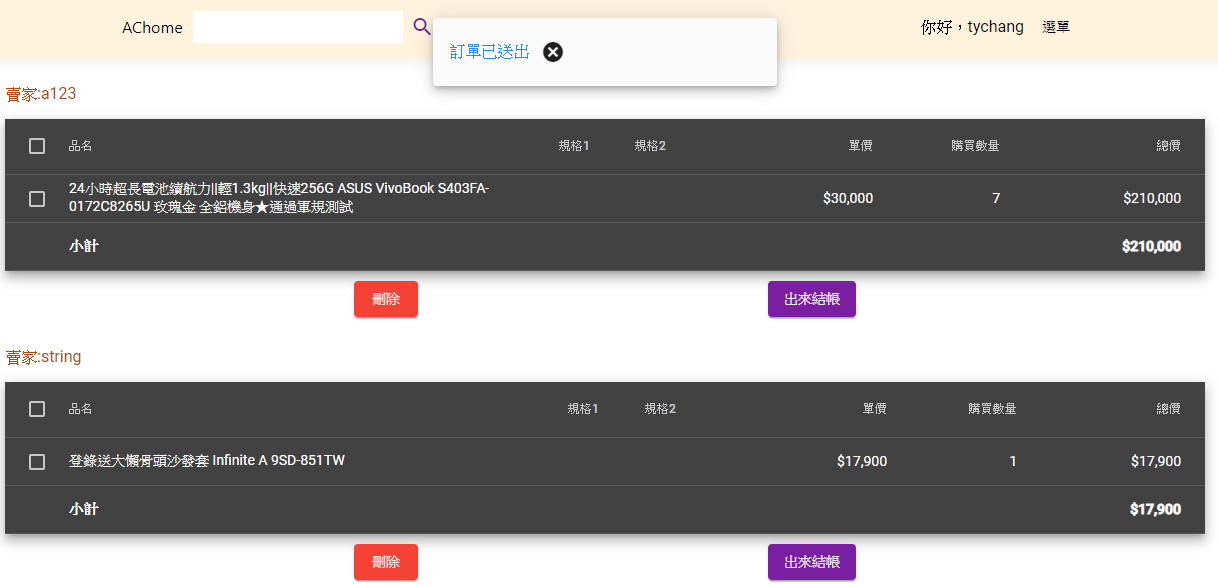 AChome
你好，tychang 選單
訂單已送出
賣家:a123
品名 規格1 規格2 單價 購買數量 總價
24小時超長電池續航力||輕1.3kg||快速256G ASUS VivoBook S403FA-
0172C8265U 玫瑰金 全鋁機身★通過軍規測試 $30,000 7 $210,000
小計 $210,000
刪除 出來結帳
賣家:string
品名 規格1 規格2 單價 購買數量 總價
登錄送大懶骨頭沙發套 Infinite A 9SD-851TW $17,900 1 $17,900
小計 $17,900
刪除 出來結帳